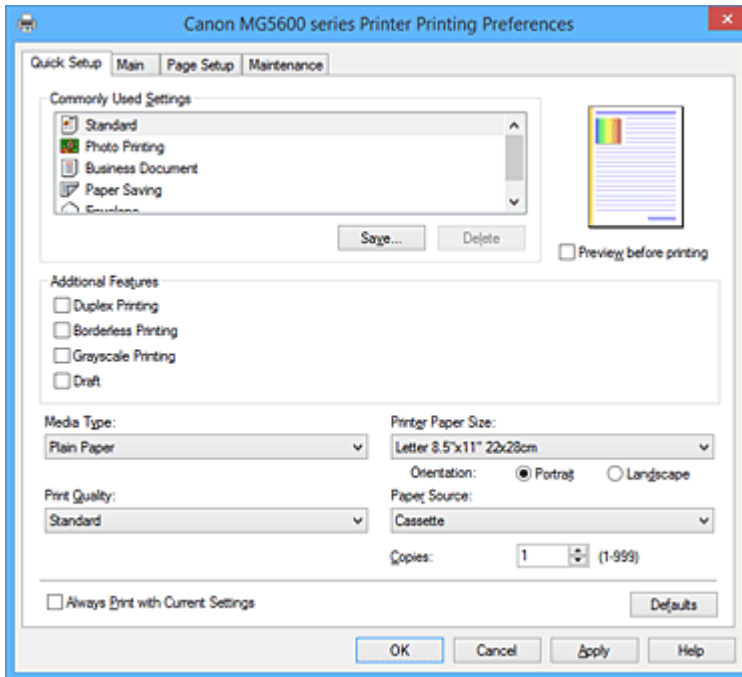 Canon MG5600 series Printer Printing Preferences
Quick Setup Main Page Setup Maintenance
Commonly Used Settings
Standard
Photo Printing
Business Document
Paper Saving
Envelope
Save... Delete
Preview before printing
Additional Features
Duplex Printing
Borderless Printing
Grayscale Printing
Draft
Media Type: Printer Paper Size:
Plain Paper Letter 8.5"x11" 22x28cm
Orientation: Portrait Landscape
Print Quality: Paper Source:
Standard Cassette
Copies: 1 (1-999)
Always Print with Current Settings Defaults
OK Cancel Apply Help